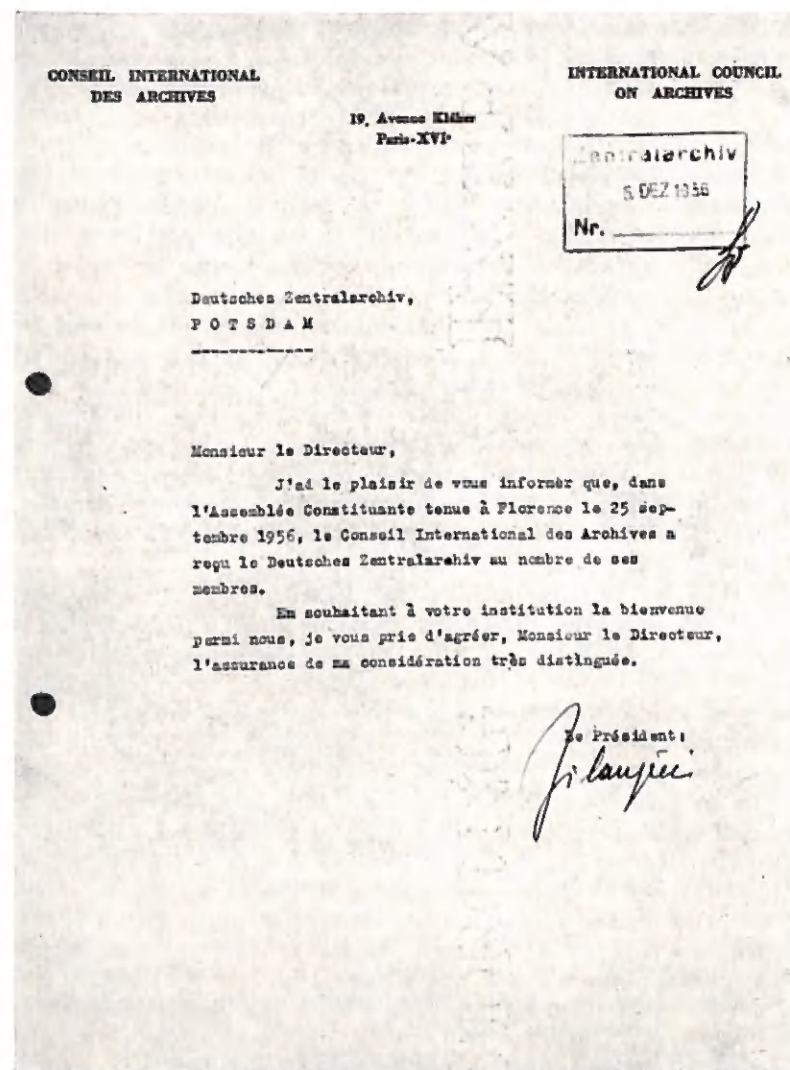 CONSEIL INTERNATIONAL
DES ARCHIVES
INTERNATIONAL COUNCIL
ON ARCHIVES
19, Avenue Kléber
Paris-XVIᵉ
Zentralarchiv
5. DEZ 1956
Nr.
Deutsches Zentralarchiv,
P O T S D A M
Monsieur le Directeur,
J'ai le plaisir de vous informer que, dans
l'Assemblée Constituante tenue à Florence le 25 sep-
tembre 1956, le Conseil International des Archives a
reçu le Deutsches Zentralarchiv au nombre de ses
membres.
En souhaitant à votre institution la bienvenue
parmi nous, je vous prie d'agréer, Monsieur le Directeur,
l'assurance de ma considération très distinguée.
Le Président:
Filangieri